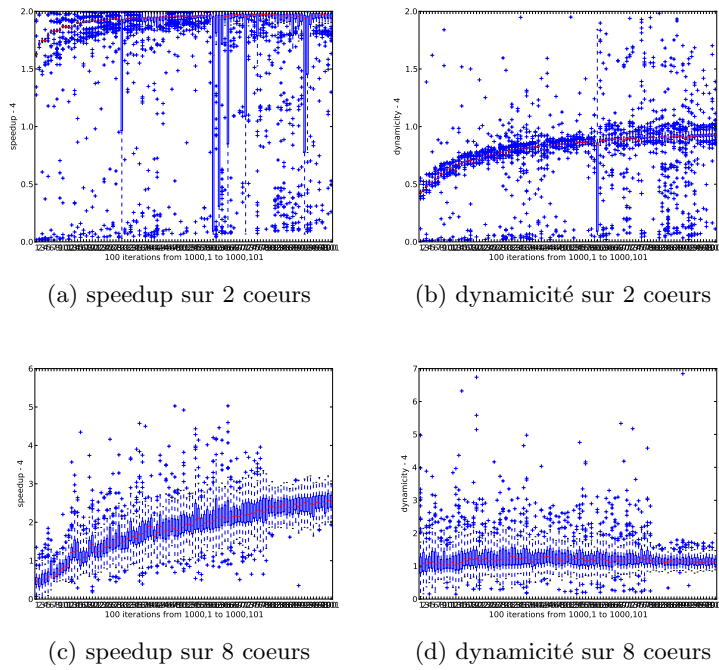 2.0
1.5
1.0
0.5
0.0
speedup - 4
100 iterations from 1000,1 to 1000,101
(a) speedup sur 2 coeurs
2.0
1.5
1.0
0.5
0.0
dynamicity - 4
100 iterations from 1000,1 to 1000,101
(b) dynamicité sur 2 coeurs
6
5
4
3
2
1
0
speedup - 4
100 iterations from 1000,1 to 1000,101
(c) speedup sur 8 coeurs
7
6
5
4
3
2
1
0
dynamicity - 4
100 iterations from 1000,1 to 1000,101
(d) dynamicité sur 8 coeurs